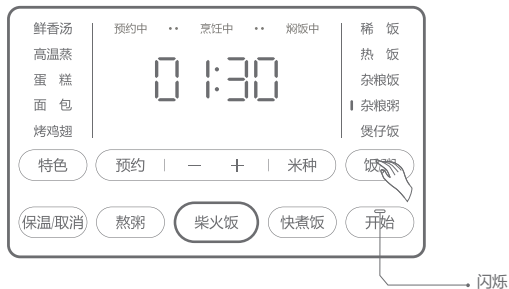 鲜香汤
高温蒸
蛋 糕
面 包
烤鸡翅
预约中 •• 烹饪中 •• 焖饭中
01:30
稀 饭
热 饭
杂粮饭
杂粮粥
煲仔饭
特色
预约 | — + | 米种
饭/粥
保温/取消
熬粥
柴火饭
快煮饭
开始
闪烁